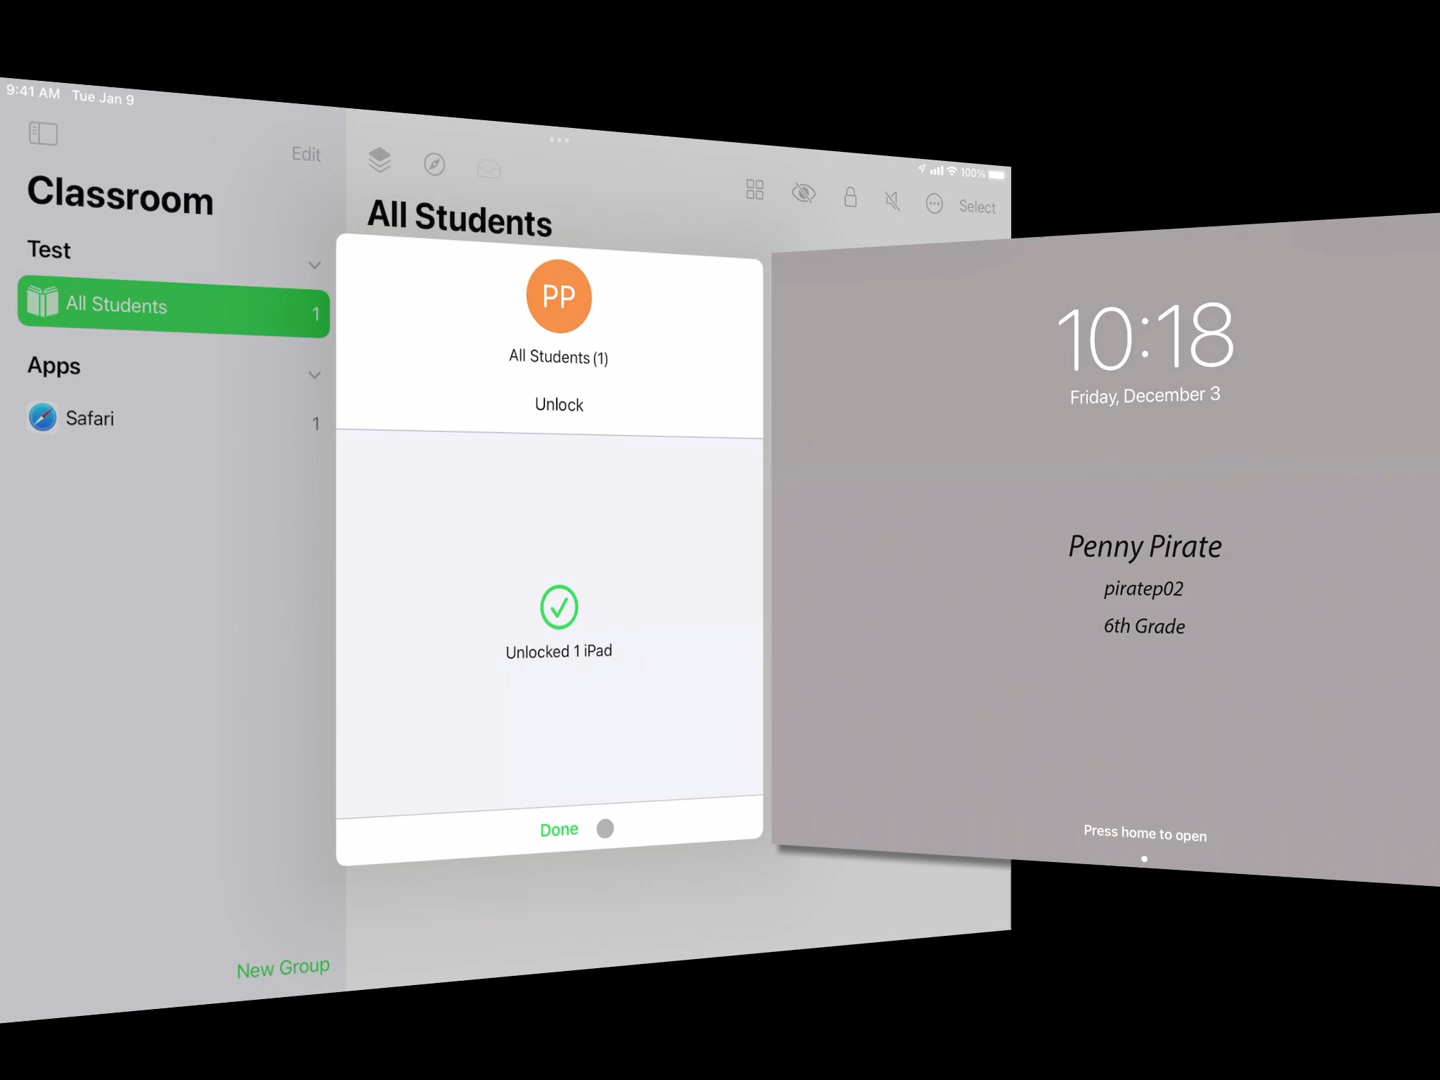 9:41 AM Tue Jan 9
100%
Edit
Select
Classroom
All Students
Test
All Students 1
Apps
Safari 1
New Group
PP
All Students (1)
Unlock
Unlocked 1 iPad
Done
10:18
Friday, December 3
Penny Pirate
piratep02
6th Grade
Press home to open